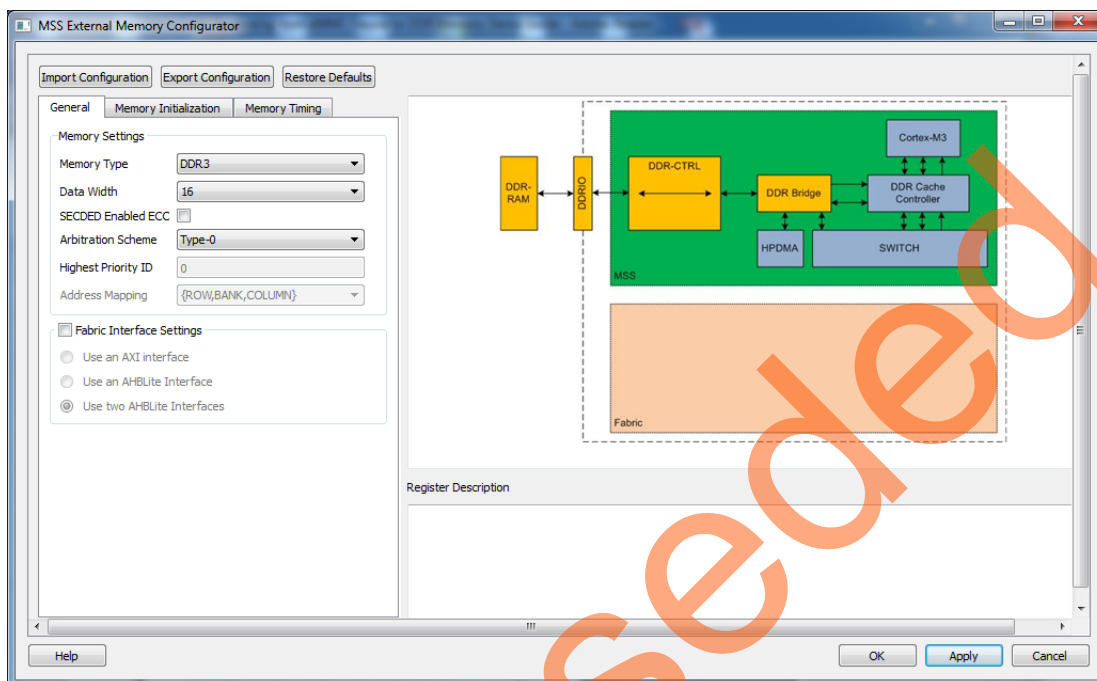 MSS External Memory Configurator
Import Configuration Export Configuration Restore Defaults
General Memory Initialization Memory Timing
Memory Settings
Memory Type DDR3
Data Width 16
SECDED Enabled ECC
Arbitration Scheme Type-0
Highest Priority ID 0
Address Mapping {ROW,BANK,COLUMN}
Fabric Interface Settings
Use an AXI interface
Use an AHBLite Interface
Use two AHBLite Interfaces
Cortex-M3
DDR-RAM
DDRIO
DDR-CTRL
DDR Bridge
DDR Cache
Controller
HPDMA
SWITCH
MSS
Fabric
Register Description
Help OK Apply Cancel
seded